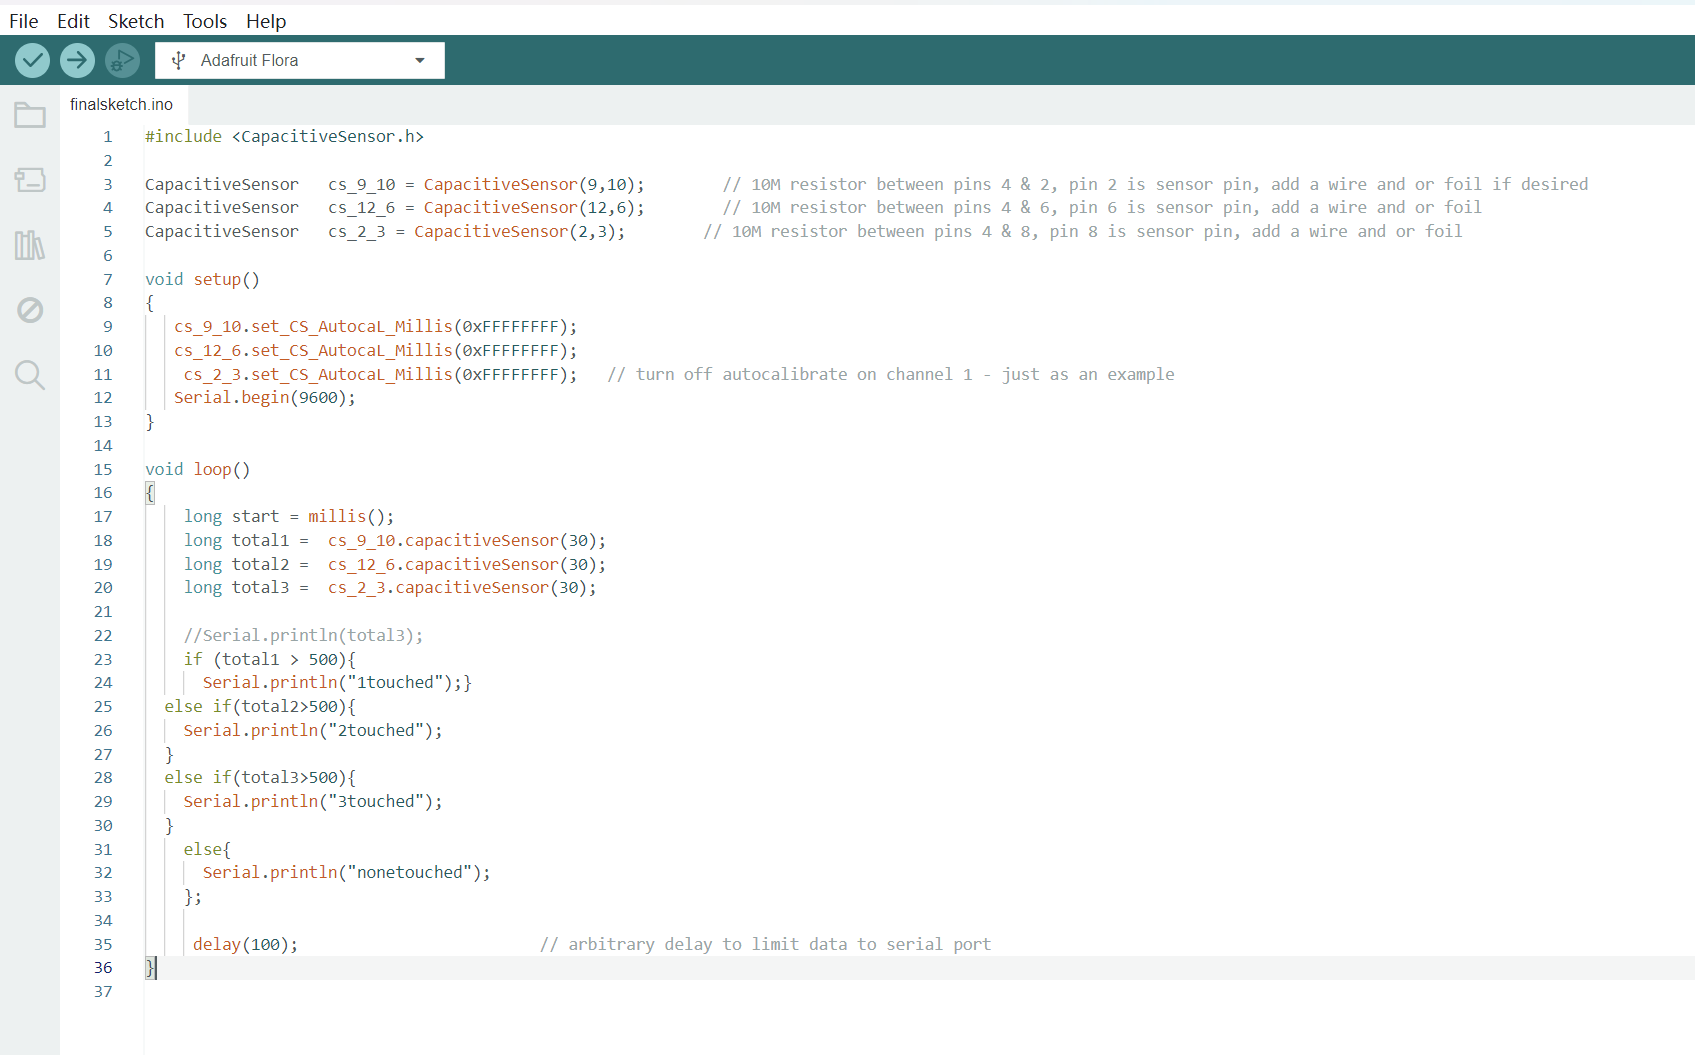 File Edit Sketch Tools Help
Adafruit Flora
finalsketch.ino
1 #include <CapacitiveSensor.h>
2
3 CapacitiveSensor   cs_9_10 = CapacitiveSensor(9,10);        // 10M resistor between pins 4 & 2, pin 2 is sensor pin, add a wire and or foil if desired
4 CapacitiveSensor   cs_12_6 = CapacitiveSensor(12,6);        // 10M resistor between pins 4 & 6, pin 6 is sensor pin, add a wire and or foil
5 CapacitiveSensor   cs_2_3 = CapacitiveSensor(2,3);        // 10M resistor between pins 4 & 8, pin 8 is sensor pin, add a wire and or foil
6
7 void setup()
8 {
9    cs_9_10.set_CS_AutocaL_Millis(0xFFFFFFFF);
10    cs_12_6.set_CS_AutocaL_Millis(0xFFFFFFFF);
11     cs_2_3.set_CS_AutocaL_Millis(0xFFFFFFFF);   // turn off autocalibrate on channel 1 - just as an example
12    Serial.begin(9600);
13 }
14
15 void loop()
16 {
17     long start = millis();
18     long total1 =  cs_9_10.capacitiveSensor(30);
19     long total2 =  cs_12_6.capacitiveSensor(30);
20     long total3 =  cs_2_3.capacitiveSensor(30);
21
22     //Serial.println(total3);
23     if (total1 > 500){
24       Serial.println("1touched");}
25   else if(total2>500){
26     Serial.println("2touched");
27   }
28   else if(total3>500){
29     Serial.println("3touched");
30   }
31     else{
32       Serial.println("nonetouched");
33     };
34
35      delay(100);                         // arbitrary delay to limit data to serial port
36 }
37